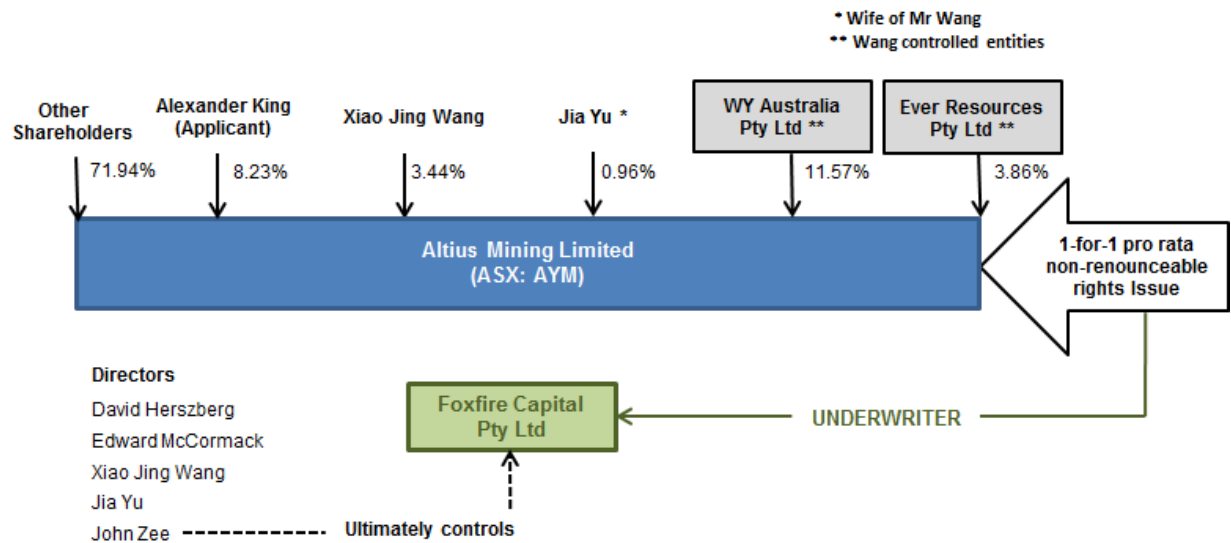 * Wife of Mr Wang
** Wang controlled entities
Other
Shareholders
Alexander King
(Applicant)
Xiao Jing Wang
Jia Yu *
WY Australia
Pty Ltd **
Ever Resources
Pty Ltd **
71.94%
8.23%
3.44%
0.96%
11.57%
3.86%
Altius Mining Limited
(ASX: AYM)
1-for-1 pro rata
non-renounceable
rights Issue
Directors
David Herszberg
Edward McCormack
Xiao Jing Wang
Jia Yu
John Zee
Foxfire Capital
Pty Ltd
UNDERWRITER
Ultimately controls